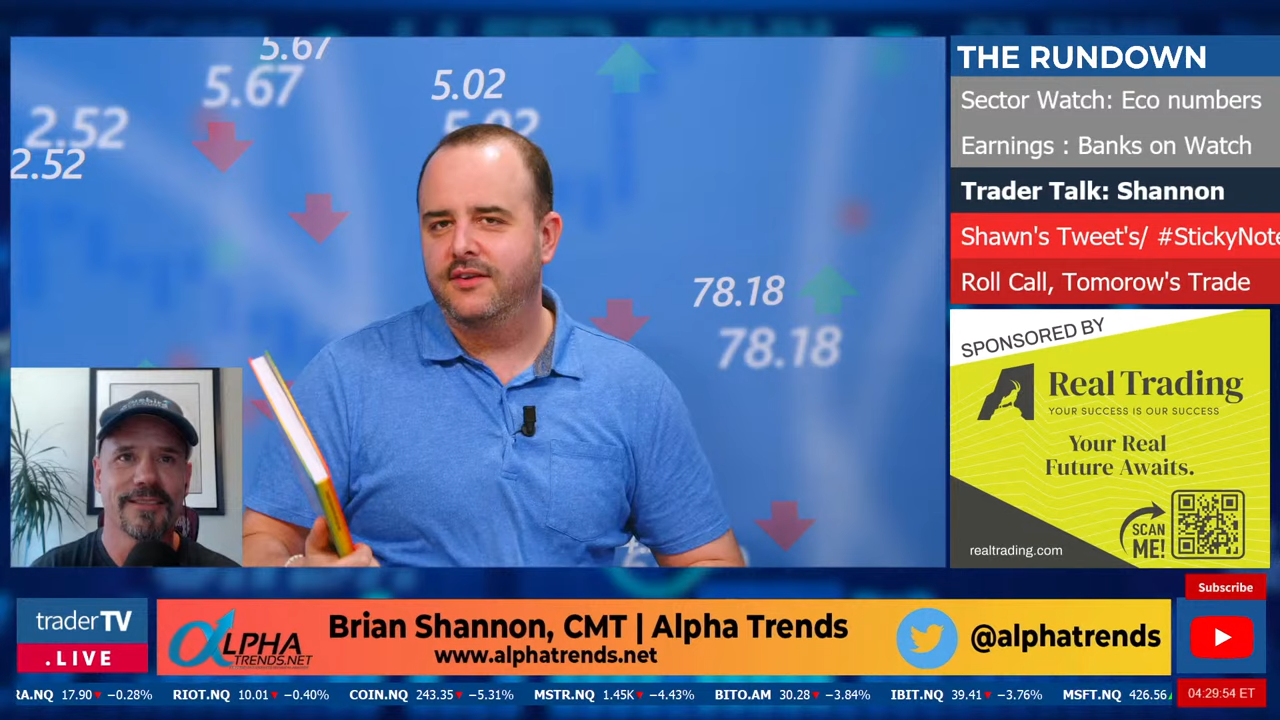 5.67
5.67
5.02
5.02
2.52
2.52
78.18
78.18
THE RUNDOWN
Sector Watch: Eco numbers
Earnings : Banks on Watch
Trader Talk: Shannon
Shawn's Tweet's/ #StickyNote
Roll Call, Tomorow's Trade
SPONSORED BY
Real Trading
YOUR SUCCESS IS OUR SUCCESS
Your Real
Future Awaits.
SCAN
ME!
realtrading.com
Subscribe
traderTV
.LIVE
ALPHA
TRENDS.NET
Brian Shannon, CMT | Alpha Trends
www.alphatrends.net
@alphatrends
RA.NQ 17.90 −0.28% RIOT.NQ 10.01 −0.40% COIN.NQ 243.35 −5.31% MSTR.NQ 1.45K −4.43% BITO.AM 30.28 −3.84% IBIT.NQ 39.41 −3.76% MSFT.NQ 426.56
04:29:54 ET